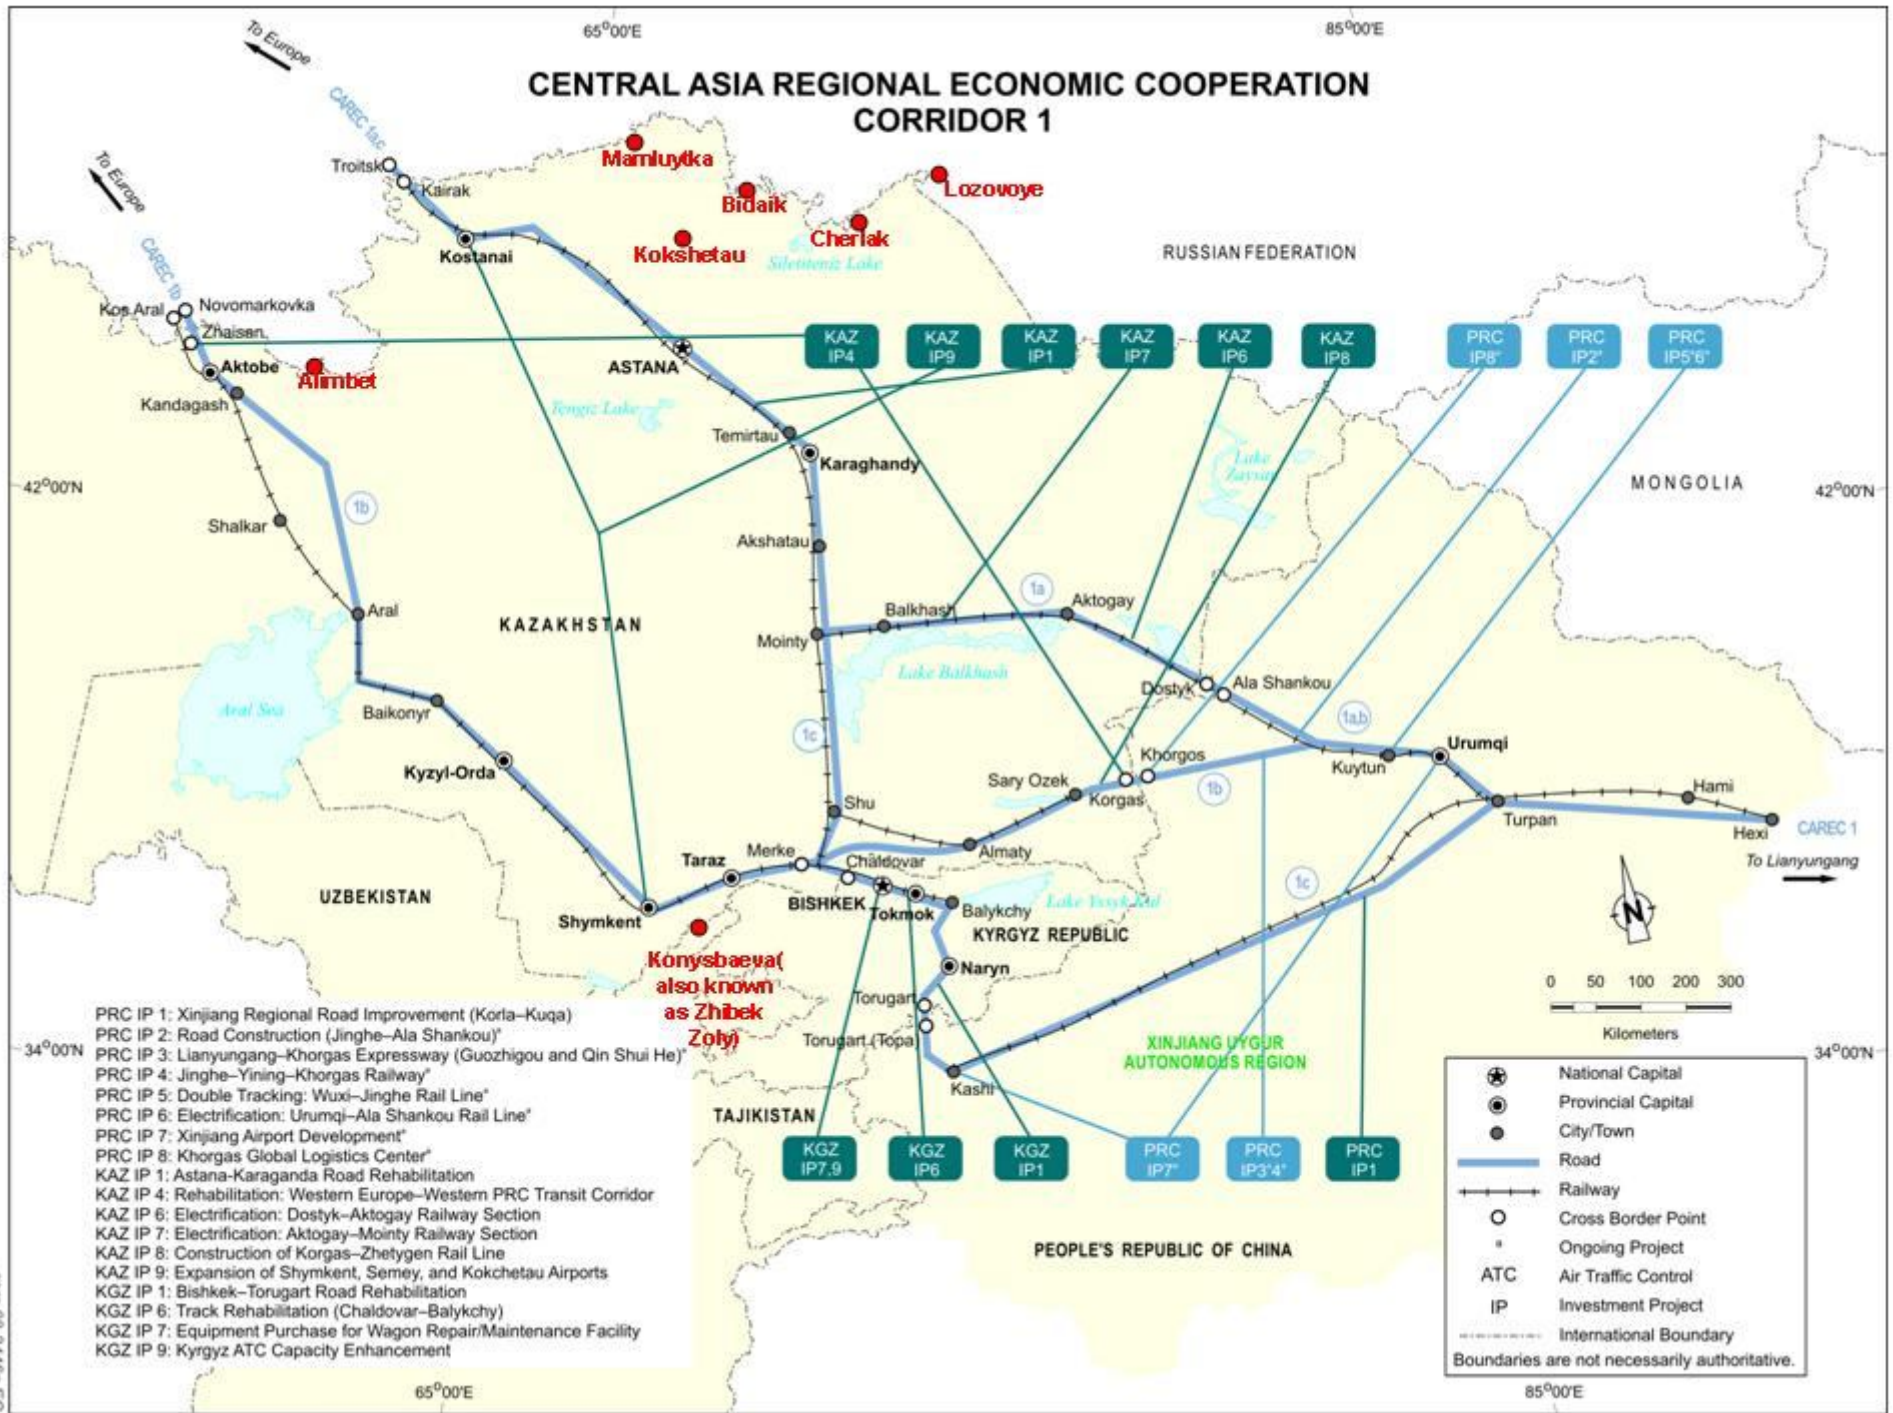 65°00'E
85°00'E
To Europe
CENTRAL ASIA REGIONAL ECONOMIC COOPERATION
CORRIDOR 1
CAREC 1a,c
Mamluytka
To Europe
Troitsk
Kairak
Bidaik
Lozovoye
Cherlak
Kostanai
Kokshetau
Siletiteniz Lake
RUSSIAN FEDERATION
CAREC 1b
Kos Aral
Novomarkovka
Zhaisan
KAZ
IP4
KAZ
IP9
KAZ
IP1
KAZ
IP7
KAZ
IP6
KAZ
IP8
PRC
IP8*
PRC
IP2*
PRC
IP5*6*
Aktobe
Alimbet
ASTANA
Kandagash
Tengiz Lake
Temirtau
Karaghandy
Lake
Zaysan
MONGOLIA
42°00'N
42°00'N
1b
Shalkar
Akshatau
1a
Aral
Balkhash
Aktogay
KAZAKHSTAN
Mointy
Lake Balkhash
Dostyk
Ala Shankou
Aral Sea
Baikonyr
1c
1a,b
Urumqi
Kyzyl-Orda
Khorgos
Kuytun
Sary Ozek
Korgas
1b
Hami
Shu
Turpan
Hexi
CAREC 1
To Lianyungang
Taraz
Merke
Chaldovar
Almaty
UZBEKISTAN
BISHKEK
Tokmok
Balykchy
Lake Yssyk Kul
1c
Shymkent
KYRGYZ REPUBLIC
N
Konysbaeva(
also known
as Zhibek
Zoly)
Naryn
Torugart
Torugart (Topa)
0 50 100 200 300
Kilometers
XINJIANG UYGUR
AUTONOMOUS REGION
34°00'N
34°00'N
Kashi
TAJIKISTAN
KGZ
IP7,9
KGZ
IP6
KGZ
IP1
PRC
IP7*
PRC
IP3*4*
PRC
IP1
PEOPLE'S REPUBLIC OF CHINA
PRC IP 1: Xinjiang Regional Road Improvement (Korla–Kuqa)
PRC IP 2: Road Construction (Jinghe–Ala Shankou)*
PRC IP 3: Lianyungang–Khorgas Expressway (Guozhigou and Qin Shui He)*
PRC IP 4: Jinghe–Yining–Khorgas Railway*
PRC IP 5: Double Tracking: Wuxi–Jinghe Rail Line*
PRC IP 6: Electrification: Urumqi–Ala Shankou Rail Line*
PRC IP 7: Xinjiang Airport Development*
PRC IP 8: Khorgas Global Logistics Center*
KAZ IP 1: Astana-Karaganda Road Rehabilitation
KAZ IP 4: Rehabilitation: Western Europe–Western PRC Transit Corridor
KAZ IP 6: Electrification: Dostyk–Aktogay Railway Section
KAZ IP 7: Electrification: Aktogay–Mointy Railway Section
KAZ IP 8: Construction of Korgas–Zhetygen Rail Line
KAZ IP 9: Expansion of Shymkent, Semey, and Kokchetau Airports
KGZ IP 1: Bishkek–Torugart Road Rehabilitation
KGZ IP 6: Track Rehabilitation (Chaldovar–Balykchy)
KGZ IP 7: Equipment Purchase for Wagon Repair/Maintenance Facility
KGZ IP 9: Kyrgyz ATC Capacity Enhancement
National Capital
Provincial Capital
City/Town
Road
Railway
Cross Border Point
* Ongoing Project
ATC Air Traffic Control
IP Investment Project
International Boundary
Boundaries are not necessarily authoritative.
65°00'E
85°00'E